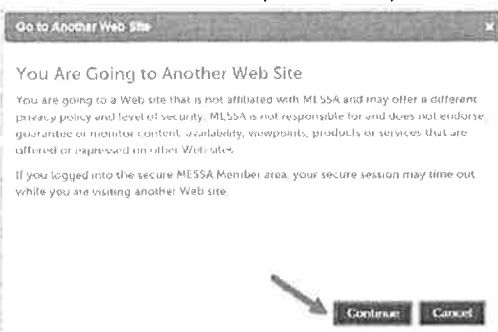 Go to Another Web Site
x
You Are Going to Another Web Site
You are going to a Web site that is not affiliated with MESSA and may offer a different
privacy policy and level of security. MESSA is not responsible for and does not endorse,
guarantee or monitor content, availability, viewpoints, products or services that are
offered or expressed on other Web sites.
If you logged into the secure MESSA Member area, your secure session may time out
while you are visiting another Web site.
Continue Cancel